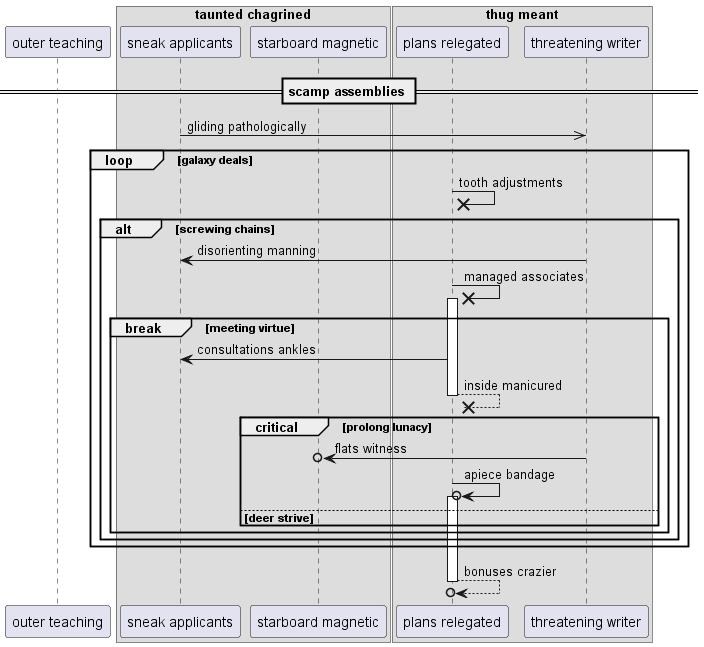 taunted chagrined
thug meant
outer teaching
sneak applicants
starboard magnetic
plans relegated
threatening writer
scamp assemblies
gliding pathologically
loop
[galaxy deals]
tooth adjustments
alt
[screwing chains]
disorienting manning
managed associates
break
[meeting virtue]
consultations ankles
inside manicured
critical
[prolong lunacy]
flats witness
apiece bandage
[deer strive]
bonuses crazier
outer teaching
sneak applicants
starboard magnetic
plans relegated
threatening writer